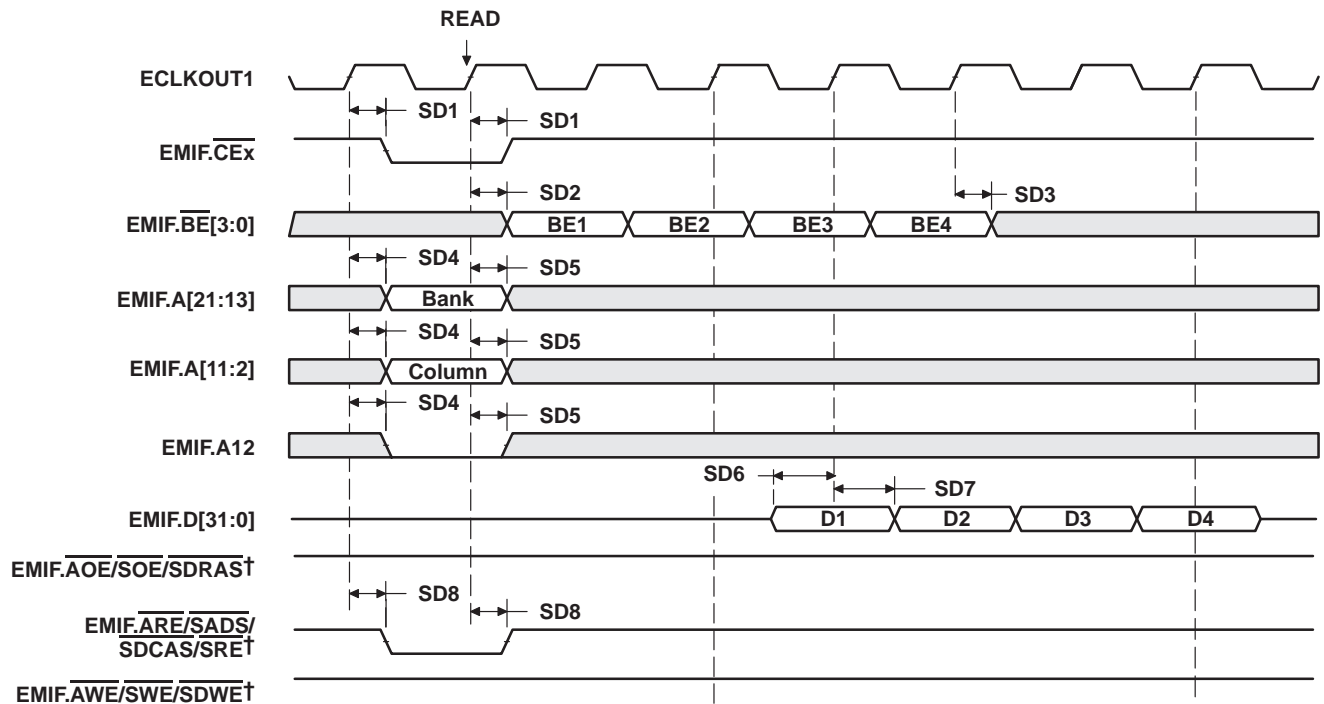 READ
ECLKOUT1
SD1
SD1
EMIF.CEx
SD2
SD3
EMIF.BE[3:0]
BE1 BE2 BE3 BE4
SD4
SD5
EMIF.A[21:13]
Bank
SD4
SD5
EMIF.A[11:2]
Column
SD4
SD5
EMIF.A12
SD6
SD7
EMIF.D[31:0]
D1 D2 D3 D4
EMIF.AOE/SOE/SDRAS†
SD8
SD8
EMIF.ARE/SADS/
SDCAS/SRE†
EMIF.AWE/SWE/SDWE†